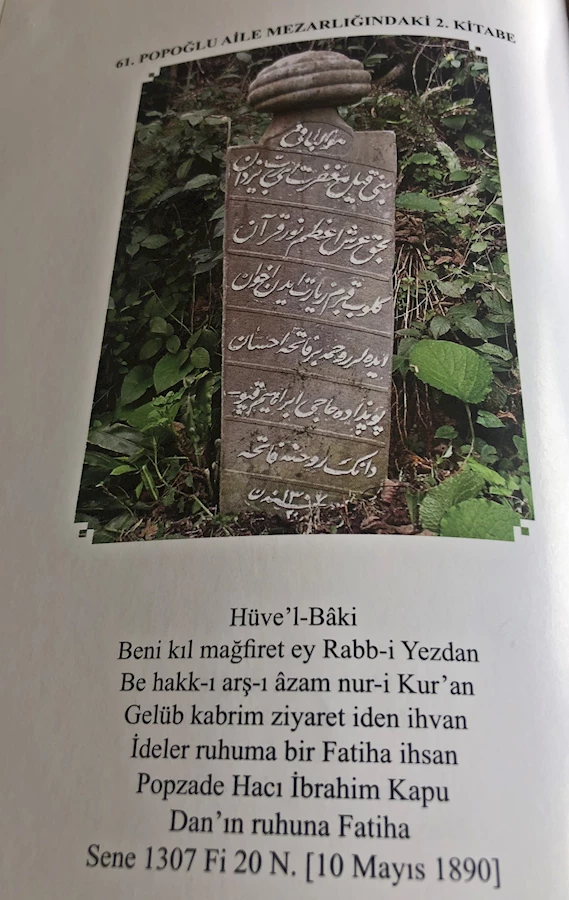 61. POPOĞLU AİLE MEZARLIĞINDAKİ 2. KİTABE
هو الباقی
بنی قیل مغفرت ای رب یزدان
بحق عرش اعظم نور قرآن
کلوب قبرم زیارت ایدن اخوان
ایده لر روحمه بر فاتحه احسان
پوپزاده حاجی ابراهیم قپو
دانک روحنه فاتحه
سنه ۱۳۰۷
Hüve'l-Bâki
Beni kıl mağfiret ey Rabb-i Yezdan
Be hakk-ı arş-ı âzam nur-i Kur'an
Gelüb kabrim ziyaret iden ihvan
İdeler ruhuma bir Fatiha ihsan
Popzade Hacı İbrahim Kapu
Dan'ın ruhuna Fatiha
Sene 1307 Fi 20 N. [10 Mayıs 1890]